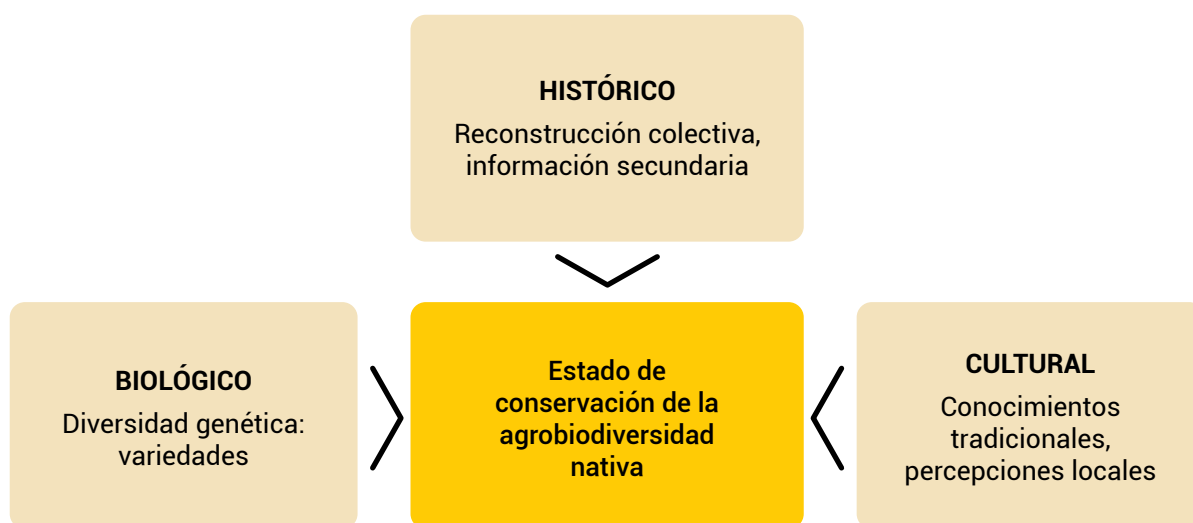 HISTÓRICO
Reconstrucción colectiva,
información secundaria
BIOLÓGICO
Diversidad genética:
variedades
Estado de
conservación de la
agrobiodiversidad
nativa
CULTURAL
Conocimientos
tradicionales,
percepciones locales